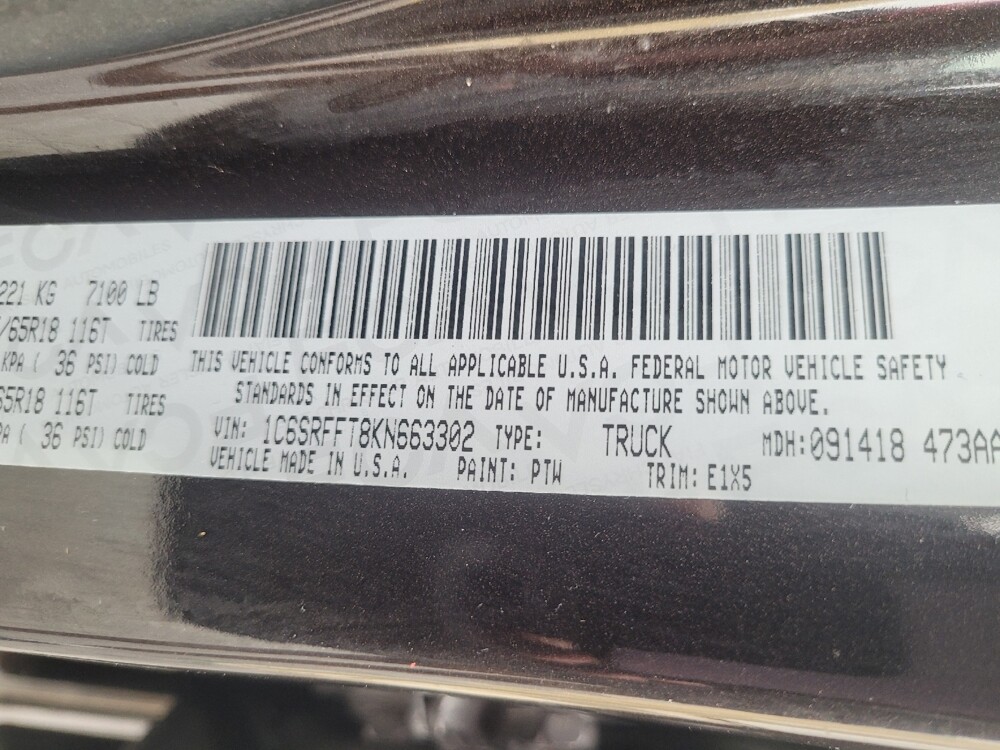 221 KG 7100 LB
/65R18 116T TIRES
KPA ( 36 PSI) COLD
65R18 116T TIRES
PA ( 36 PSI) COLD
THIS VEHICLE CONFORMS TO ALL APPLICABLE U.S.A. FEDERAL MOTOR VEHICLE SAFETY
STANDARDS IN EFFECT ON THE DATE OF MANUFACTURE SHOWN ABOVE.
VIN: 1C6SRFFT8KN663302 TYPE: TRUCK MDH:091418 473AA
VEHICLE MADE IN U.S.A. PAINT: PTW TRIM: E1X5